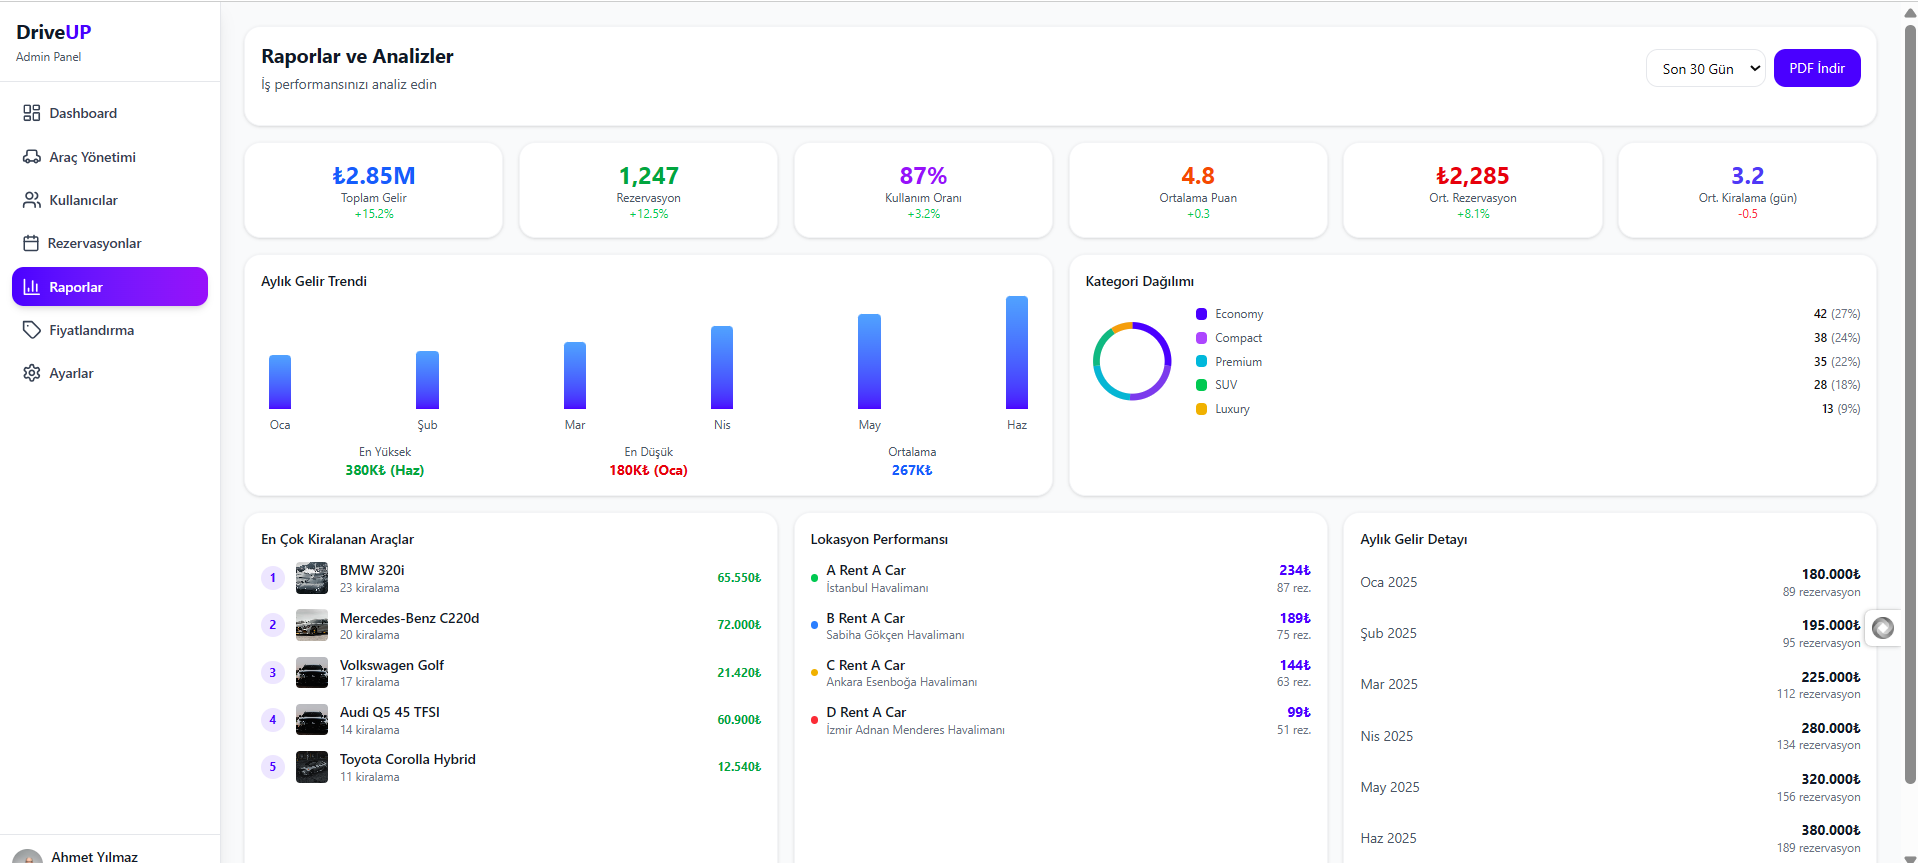 DriveUP
Admin Panel
Dashboard
Araç Yönetimi
Kullanıcılar
Rezervasyonlar
Raporlar
Fiyatlandırma
Ayarlar
Ahmet Yılmaz
Raporlar ve Analizler
İş performansınızı analiz edin
Son 30 Gün
PDF İndir
₺2.85M
Toplam Gelir
+15.2%
1,247
Rezervasyon
+12.5%
87%
Kullanım Oranı
+3.2%
4.8
Ortalama Puan
+0.3
₺2,285
Ort. Rezervasyon
+8.1%
3.2
Ort. Kiralama (gün)
-0.5
Aylık Gelir Trendi
Oca Şub Mar Nis May Haz
En Yüksek
380K₺ (Haz)
En Düşük
180K₺ (Oca)
Ortalama
267K₺
Kategori Dağılımı
Economy 42 (27%)
Compact 38 (24%)
Premium 35 (22%)
SUV 28 (18%)
Luxury 13 (9%)
En Çok Kiralanan Araçlar
1 BMW 320i 65.550₺
23 kiralama
2 Mercedes-Benz C220d 72.000₺
20 kiralama
3 Volkswagen Golf 21.420₺
17 kiralama
4 Audi Q5 45 TFSI 60.900₺
14 kiralama
5 Toyota Corolla Hybrid 12.540₺
11 kiralama
Lokasyon Performansı
A Rent A Car 234₺
İstanbul Havalimanı 87 rez.
B Rent A Car 189₺
Sabiha Gökçen Havalimanı 75 rez.
C Rent A Car 144₺
Ankara Esenboğa Havalimanı 63 rez.
D Rent A Car 99₺
İzmir Adnan Menderes Havalimanı 51 rez.
Aylık Gelir Detayı
Oca 2025 180.000₺
89 rezervasyon
Şub 2025 195.000₺
95 rezervasyon
Mar 2025 225.000₺
112 rezervasyon
Nis 2025 280.000₺
134 rezervasyon
May 2025 320.000₺
156 rezervasyon
Haz 2025 380.000₺
189 rezervasyon